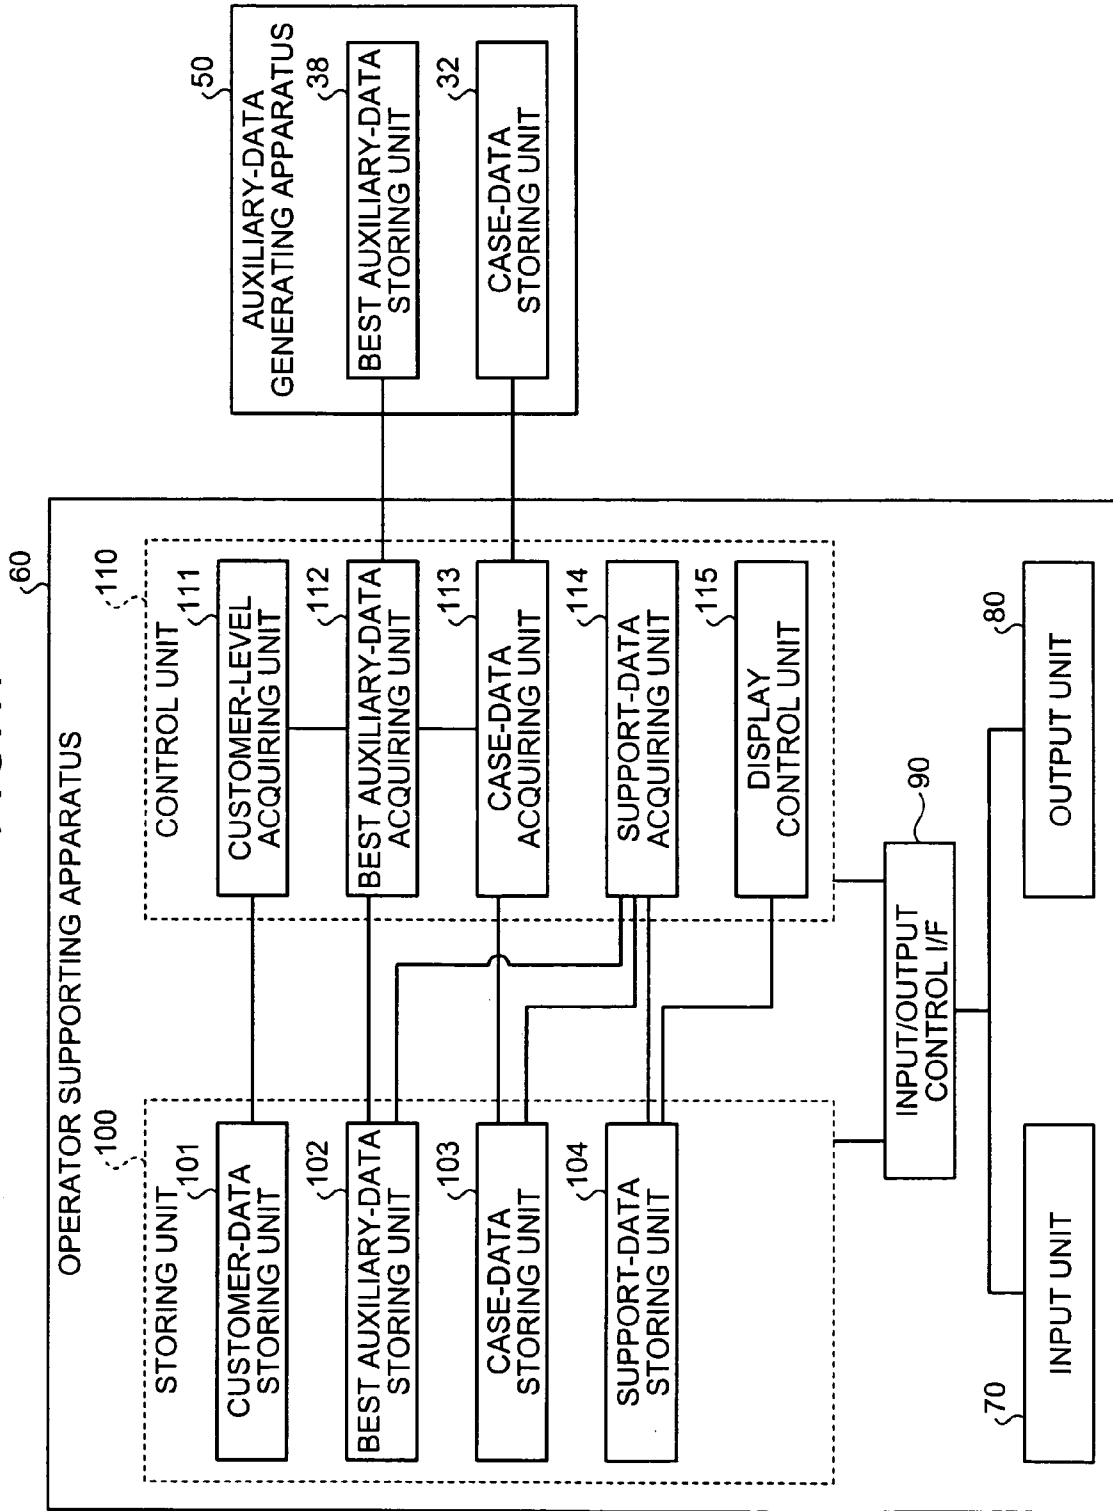 60
OPERATOR SUPPORTING APPARATUS
100
STORING UNIT
101
CUSTOMER-DATA
STORING UNIT
102
BEST AUXILIARY-DATA
STORING UNIT
103
CASE-DATA
STORING UNIT
104
SUPPORT-DATA
STORING UNIT
110
CONTROL UNIT
111
CUSTOMER-LEVEL
ACQUIRING UNIT
112
BEST AUXILIARY-DATA
ACQUIRING UNIT
113
CASE-DATA
ACQUIRING UNIT
114
SUPPORT-DATA
ACQUIRING UNIT
115
DISPLAY
CONTROL UNIT
50
AUXILIARY-DATA
GENERATING APPARATUS
38
BEST AUXILIARY-DATA
STORING UNIT
32
CASE-DATA
STORING UNIT
90
INPUT/OUTPUT
CONTROL I/F
70
INPUT UNIT
80
OUTPUT UNIT